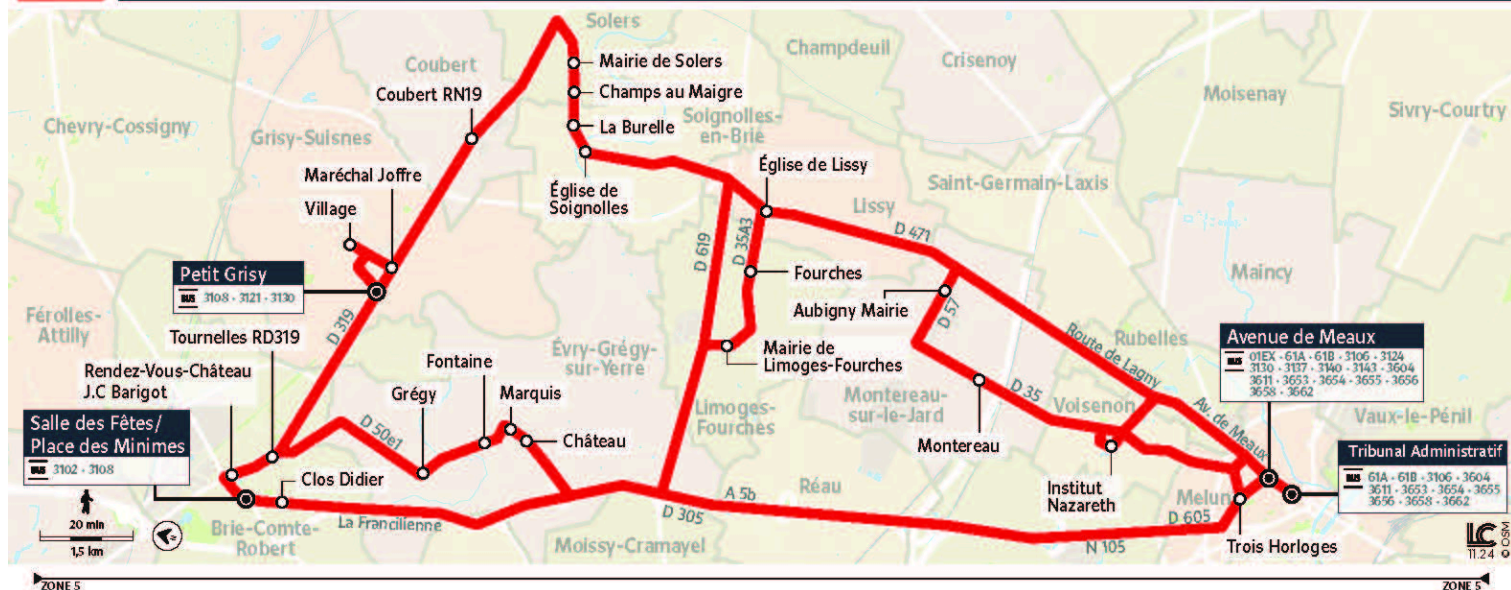 Solers
Champdeuil
Crisenoy
Coubert
Mairie de Solers
Coubert RN19
Champs au Maigre
Moisenay
Sivry-Courtry
Chevry-Cossigny
Grisy-Suisnes
La Burelle
Soignolles-
en-Brie
Maréchal Joffre
Église de Lissy
Saint-Germain-Laxis
Village
Église de
Soignolles
Lissy
D 471
D 619
D 35A3
Petit Grisy
BUS 3108 - 3121 - 3130
Fourches
Maincy
Aubigny Mairie
D 57
Férolles-
Attilly
D 319
Tournelles RD319
Route de Lagny
Rubelles
Avenue de Meaux
BUS 01EX - 61A - 61B - 3106 - 3124
3130 - 3137 - 3140 - 3143 - 3604
3611 - 3653 - 3654 - 3655 - 3656
3658 - 3662
Évry-Grégy-
sur-Yerre
Mairie de
Limoges-Fourches
Rendez-Vous-Château
J.C Barigot
Fontaine
Grégy
Marquis
D 35
Limoges-
Fourches
Montereau-
sur-le-Jard
Voisenon
Av. de Meaux
Vaux-le-Pénil
Salle des Fêtes/
Place des Minimes
BUS 3102 - 3108
D 50e1
Château
Montereau
Tribunal Administratif
BUS 61A - 61B - 3106 - 3604
3611 - 3653 - 3654 - 3655
3656 - 3658 - 3662
Clos Didier
Réau
Institut
Nazareth
A 5b
D 305
Melun
D 605
20 min
1,5 km
Brie-Comte-
Robert
La Francilienne
Moissy-Cramayel
N 105
Trois Horloges
LC
11.24
© OSM
ZONE 5
ZONE 5